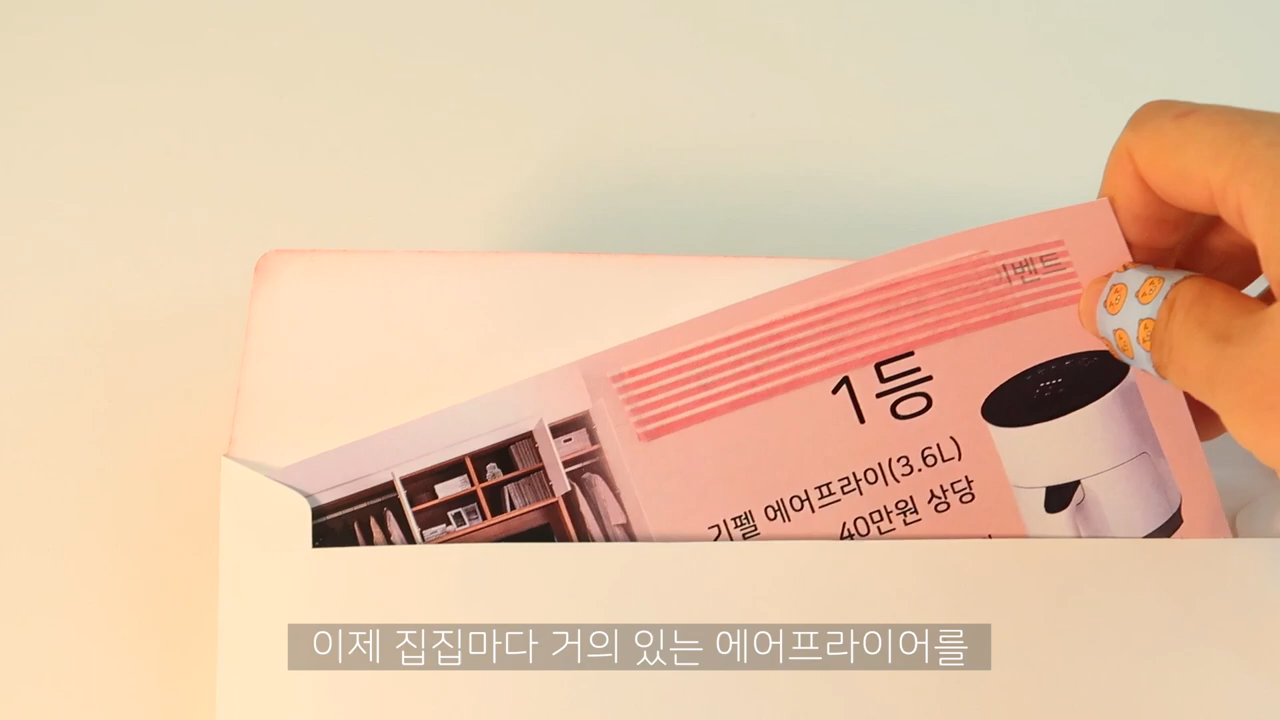 이벤트
1등
기펠 에어프라이(3.6L)
40만원 상당
이제 집집마다 거의 있는 에어프라이어를